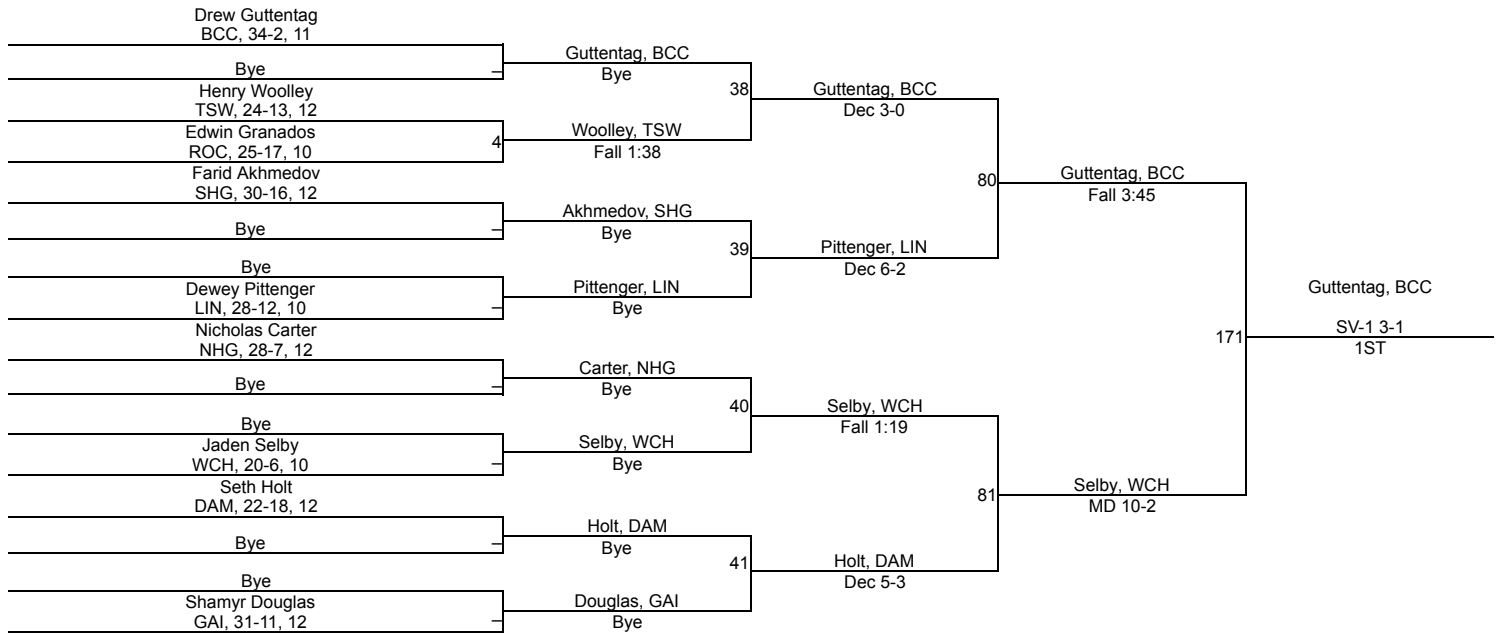 Drew Guttentag
BCC, 34-2, 11
Bye
Henry Woolley
TSW, 24-13, 12
Edwin Granados
ROC, 25-17, 10
4
Farid Akhmedov
SHG, 30-16, 12
Bye
Bye
Dewey Pittenger
LIN, 28-12, 10
Nicholas Carter
NHG, 28-7, 12
Bye
Bye
Jaden Selby
WCH, 20-6, 10
Seth Holt
DAM, 22-18, 12
Bye
Bye
Shamyr Douglas
GAI, 31-11, 12
Guttentag, BCC
Bye
38
Woolley, TSW
Fall 1:38
Akhmedov, SHG
Bye
39
Pittenger, LIN
Bye
Carter, NHG
Bye
40
Selby, WCH
Bye
Holt, DAM
Bye
41
Douglas, GAI
Bye
Guttentag, BCC
Dec 3-0
80
Pittenger, LIN
Dec 6-2
Selby, WCH
Fall 1:19
81
Holt, DAM
Dec 5-3
Guttentag, BCC
Fall 3:45
171
Selby, WCH
MD 10-2
Guttentag, BCC
SV-1 3-1
1ST